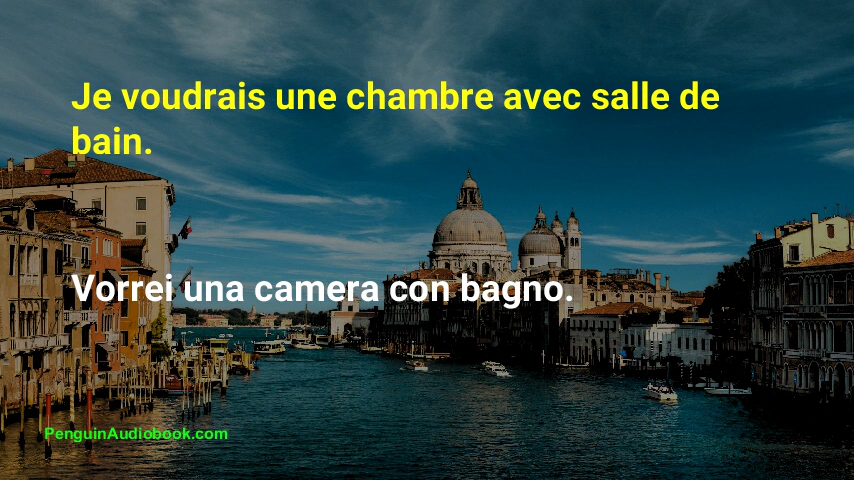 Je voudrais une chambre avec salle de
bain.
Vorrei una camera con bagno.
PenguinAudiobook.com